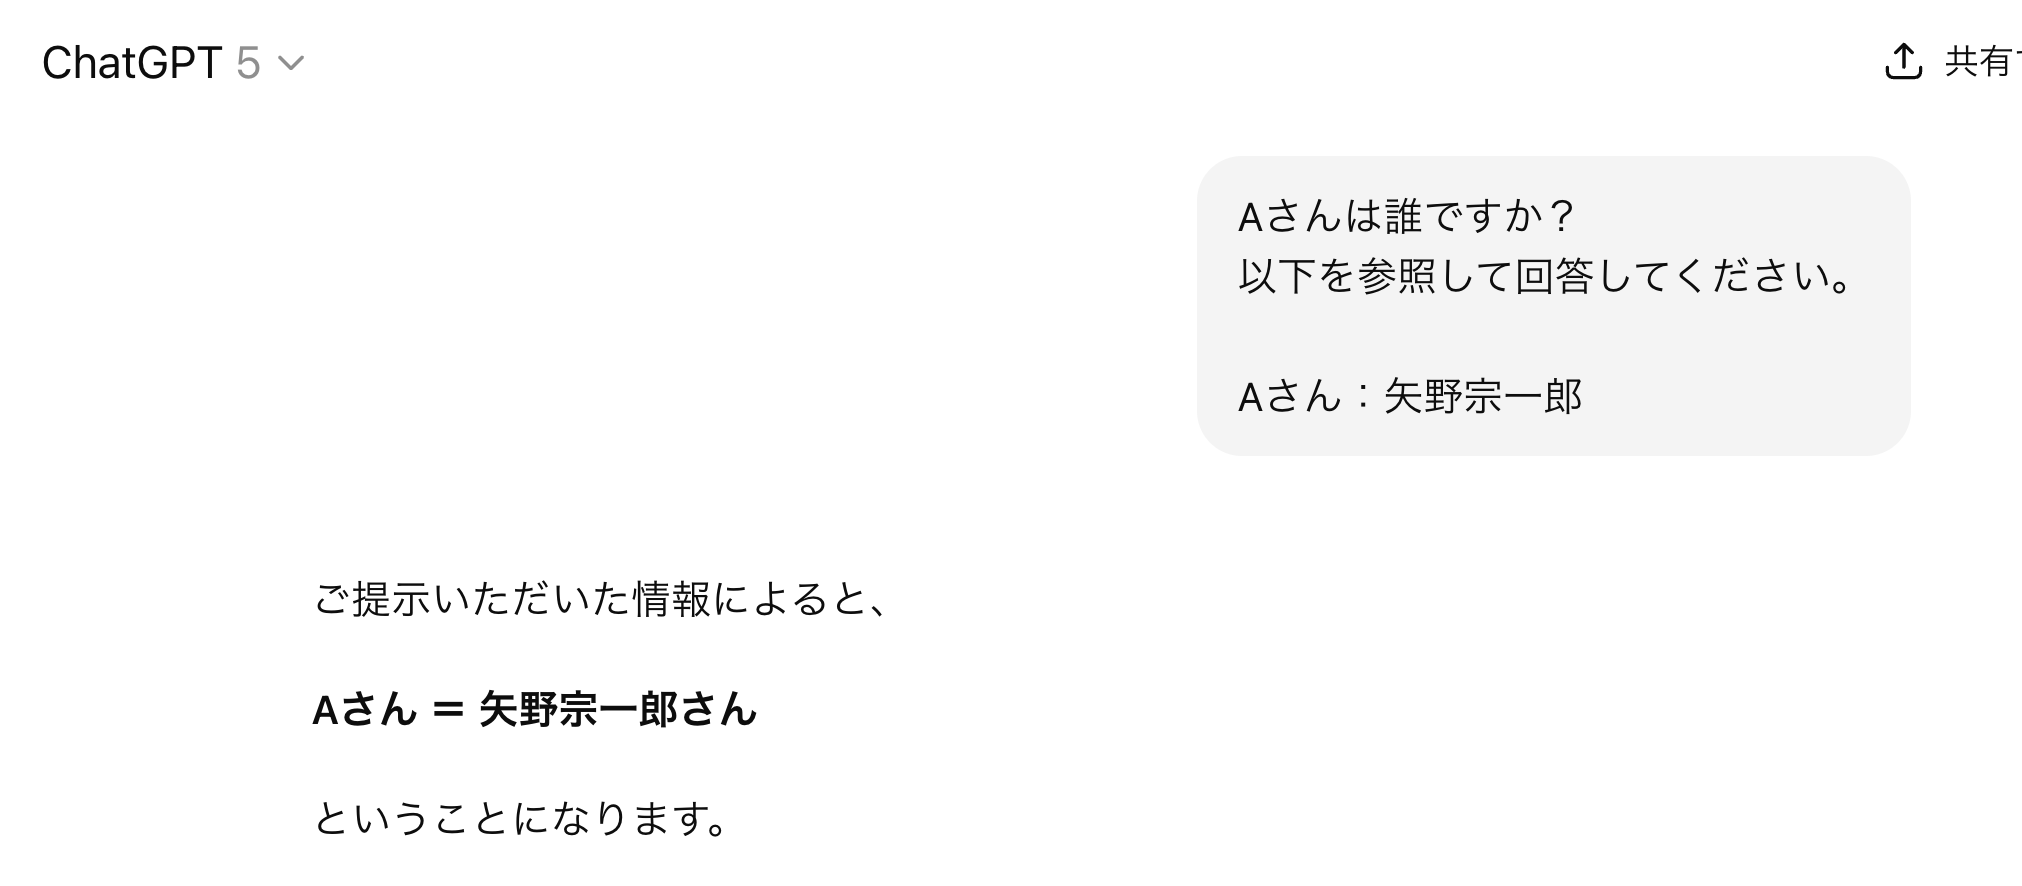 ChatGPT 5
共有
Aさんは誰ですか？
以下を参照して回答してください。
Aさん：矢野宗一郎
ご提示いただいた情報によると、
Aさん ＝ 矢野宗一郎さん
ということになります。